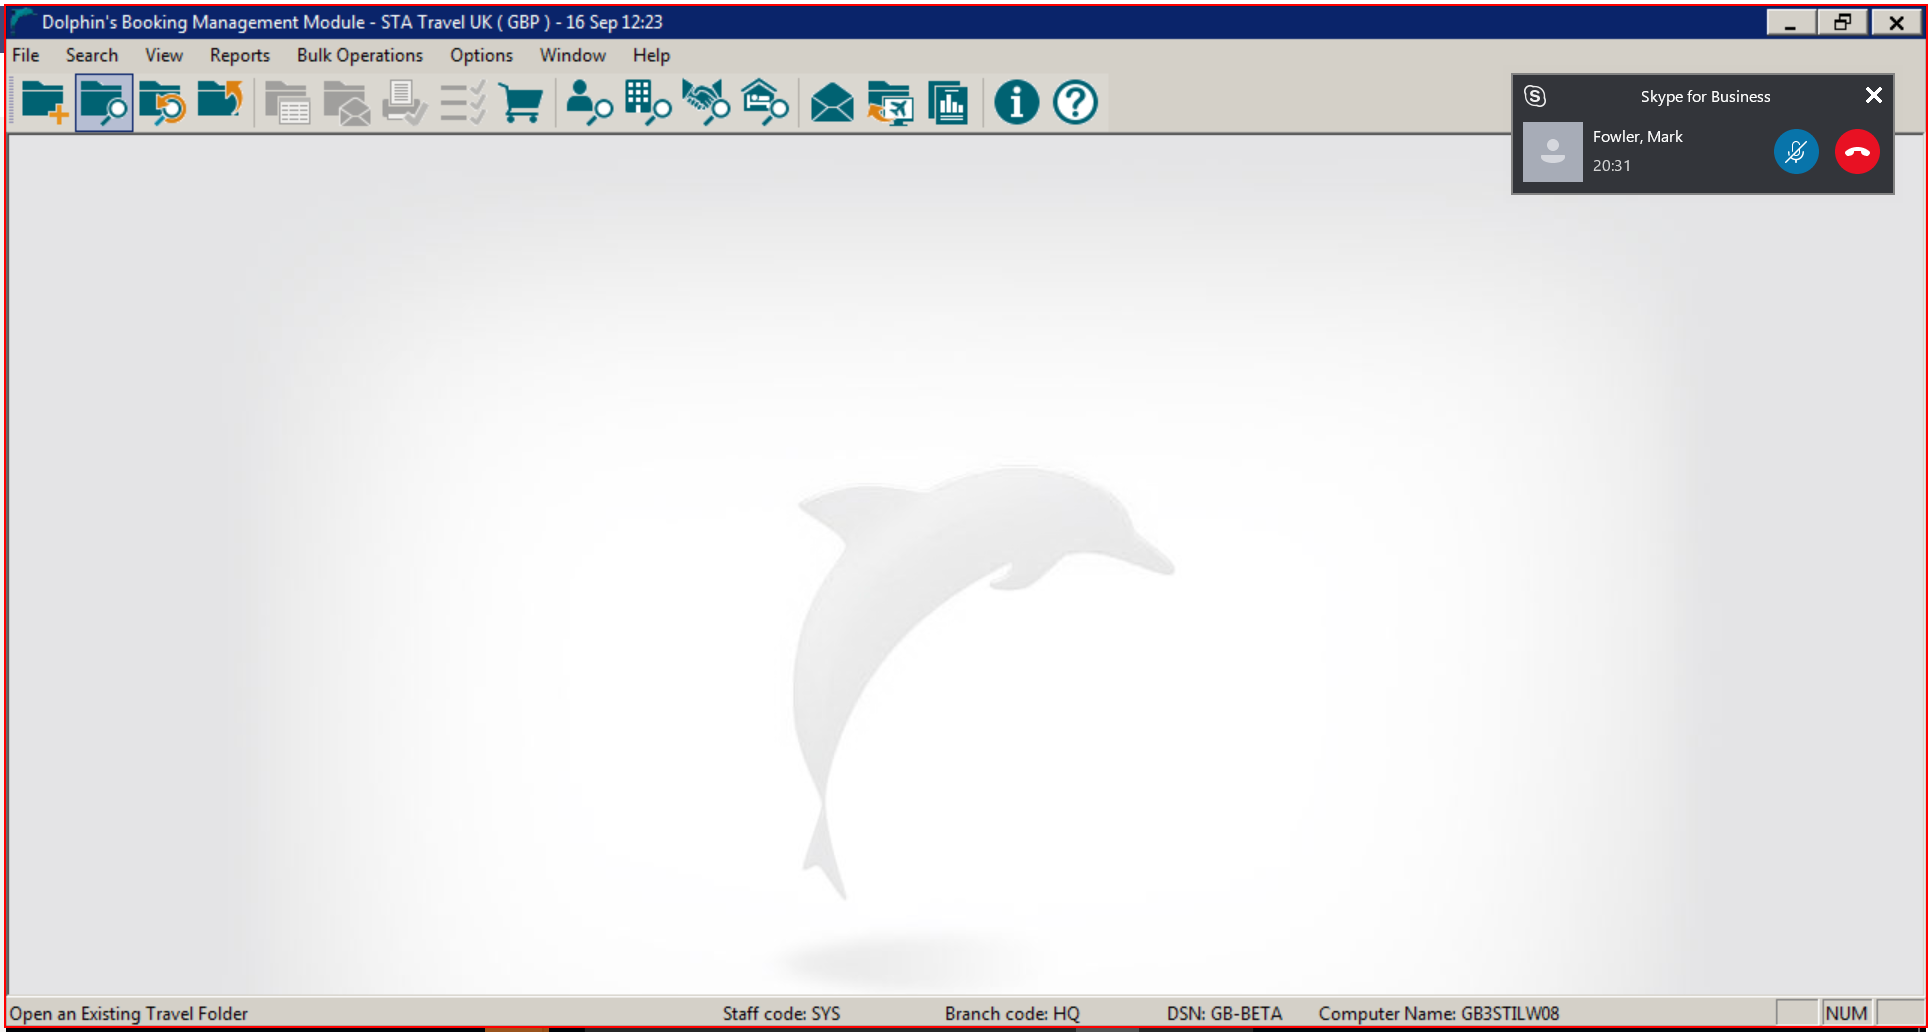 Dolphin's Booking Management Module - STA Travel UK ( GBP ) - 16 Sep 12:23
File Search View Reports Bulk Operations Options Window Help
Skype for Business
Fowler, Mark
20:31
Open an Existing Travel Folder Staff code: SYS Branch code: HQ DSN: GB-BETA Computer Name: GB3STILW08 NUM